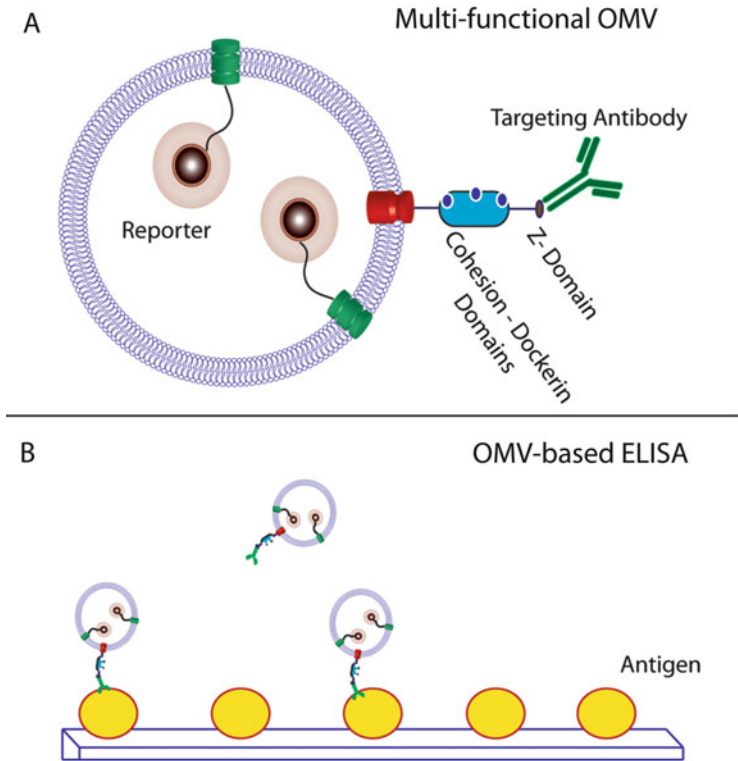 A
Multi-functional OMV
Targeting Antibody
Reporter
Cohesion - Dockerin
Domains
Z- Domain
B
OMV-based ELISA
Antigen